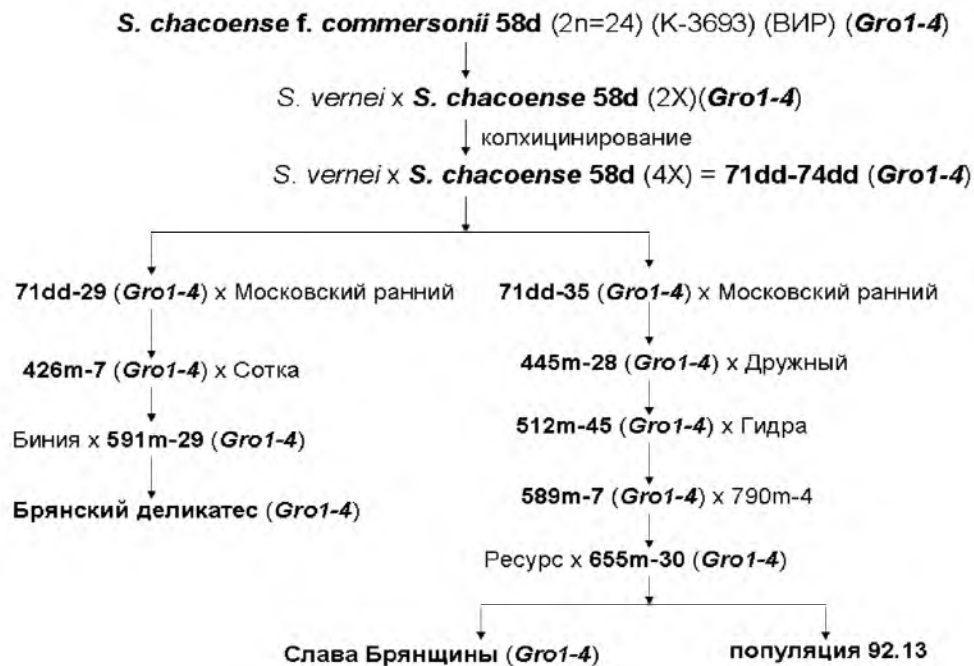 S. chacoense f. commersonii 58d (2n=24) (К-3693) (ВИР) (Gro1-4)
S. vernei x S. chacoense 58d (2X)(Gro1-4)
колхицинирование
S. vernei x S. chacoense 58d (4X) = 71dd-74dd (Gro1-4)
71dd-29 (Gro1-4) x Московский ранний
71dd-35 (Gro1-4) x Московский ранний
426m-7 (Gro1-4) x Сотка
445m-28 (Gro1-4) x Дружный
Биния x 591m-29 (Gro1-4)
512m-45 (Gro1-4) x Гидра
Брянский деликатес (Gro1-4)
589m-7 (Gro1-4) x 790m-4
Ресурс x 655m-30 (Gro1-4)
Слава Брянщины (Gro1-4)
популяция 92.13